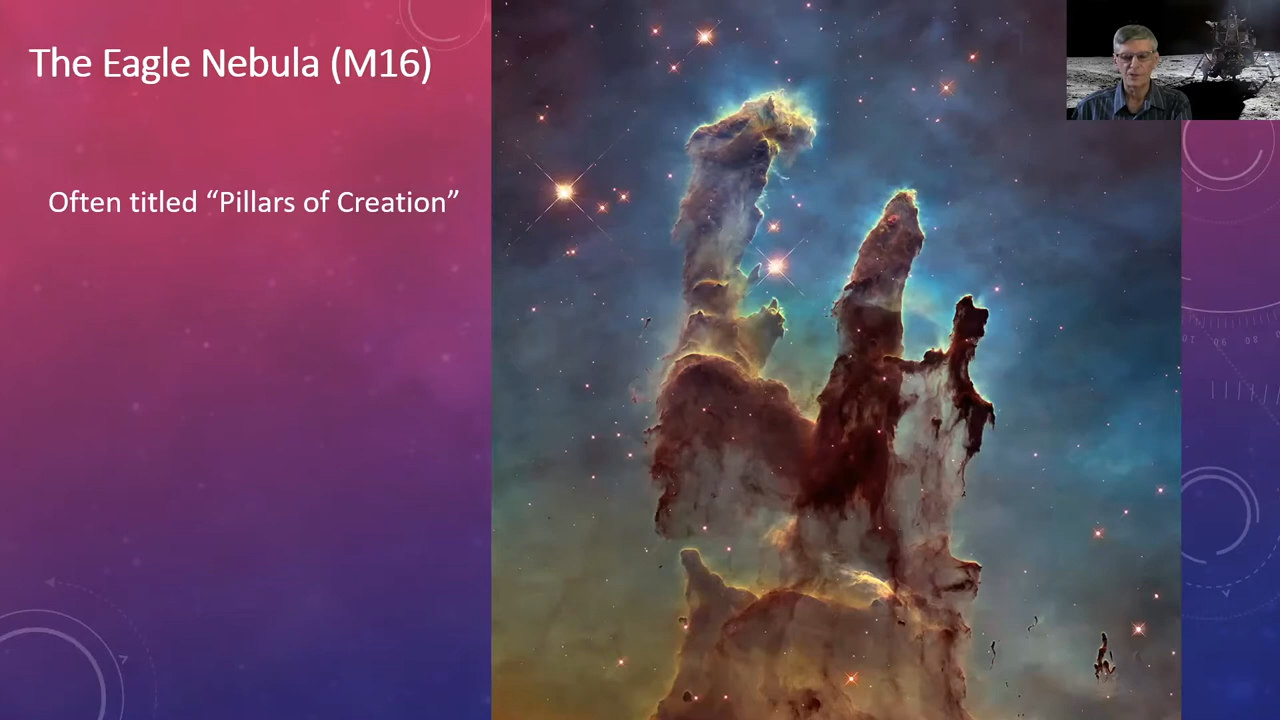 The Eagle Nebula (M16)
Often titled “Pillars of Creation”